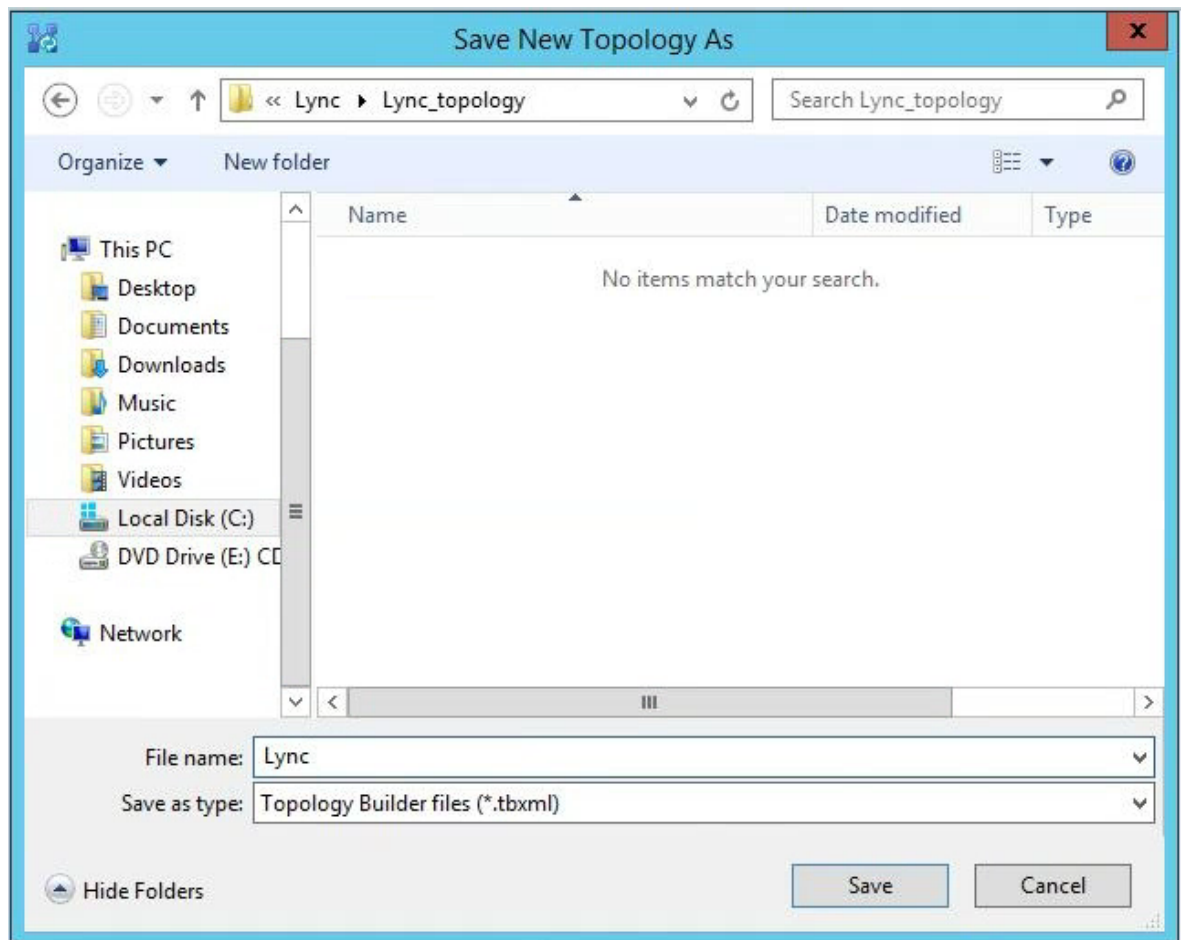 Save New Topology As
x
« Lync Lync_topology
Search Lync_topology
Organize New folder
Name Date modified Type
No items match your search.
This PC
Desktop
Documents
Downloads
Music
Pictures
Videos
Local Disk (C:)
DVD Drive (E:) CD
Network
File name: Lync
Save as type: Topology Builder files (*.tbxml)
Hide Folders Save Cancel